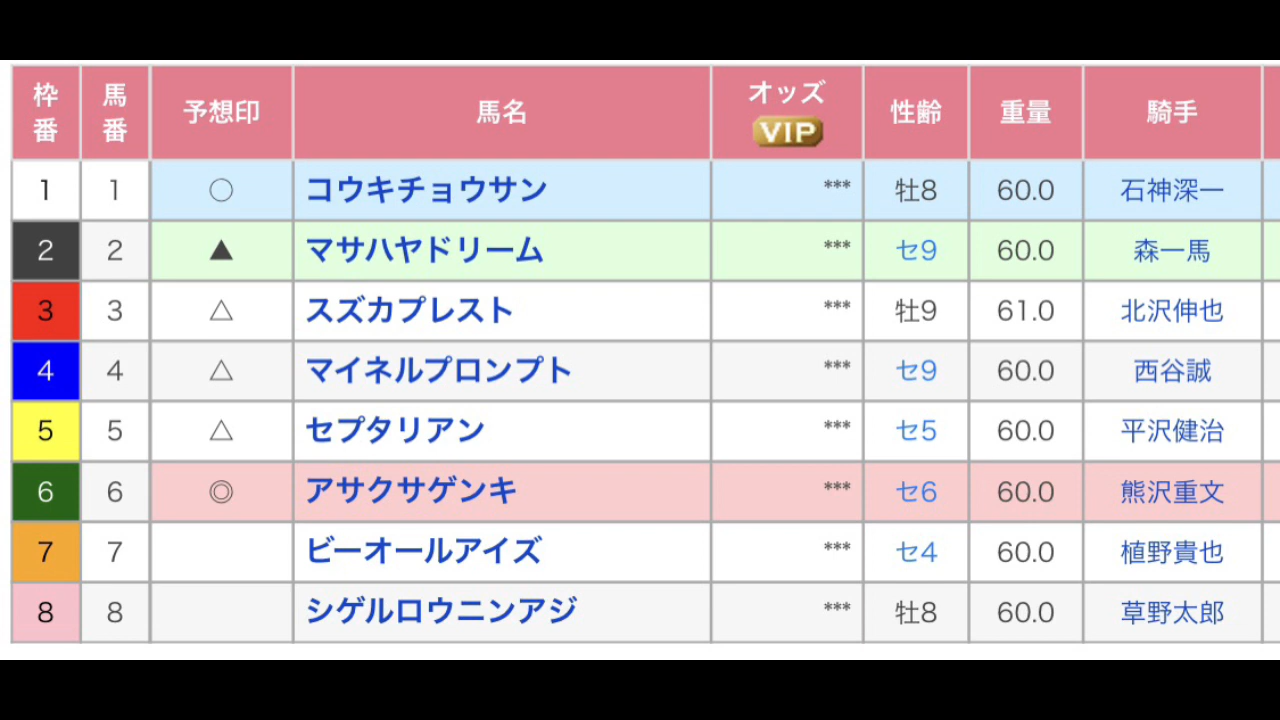 枠番 馬番 予想印 馬名 オッズ VIP 性齢 重量 騎手
1 1 ○ コウキチョウサン *** 牡8 60.0 石神深一
2 2 ▲ マサハヤドリーム *** セ9 60.0 森一馬
3 3 △ スズカプレスト *** 牡9 61.0 北沢伸也
4 4 △ マイネルプロンプト *** セ9 60.0 西谷誠
5 5 △ セプタリアン *** セ5 60.0 平沢健治
6 6 ◎ アサクサゲンキ *** セ6 60.0 熊沢重文
7 7 ビーオールアイズ *** セ4 60.0 植野貴也
8 8 シゲルロウニンアジ *** 牡8 60.0 草野太郎